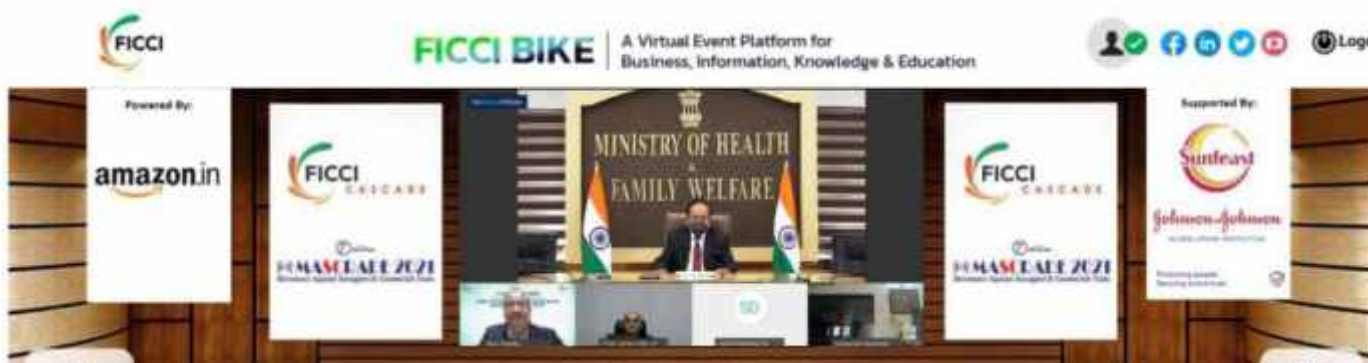 FICCI
FICCI BIKE
A Virtual Event Platform for
Business, Information, Knowledge & Education
Powered By:
amazon.in
FICCI
CASCADE
MASCRADE 2021
MINISTRY OF HEALTH
&
FAMILY WELFARE
SD
FICCI
CASCADE
MASCRADE 2021
Supported By:
Sunfeast
Johnson & Johnson